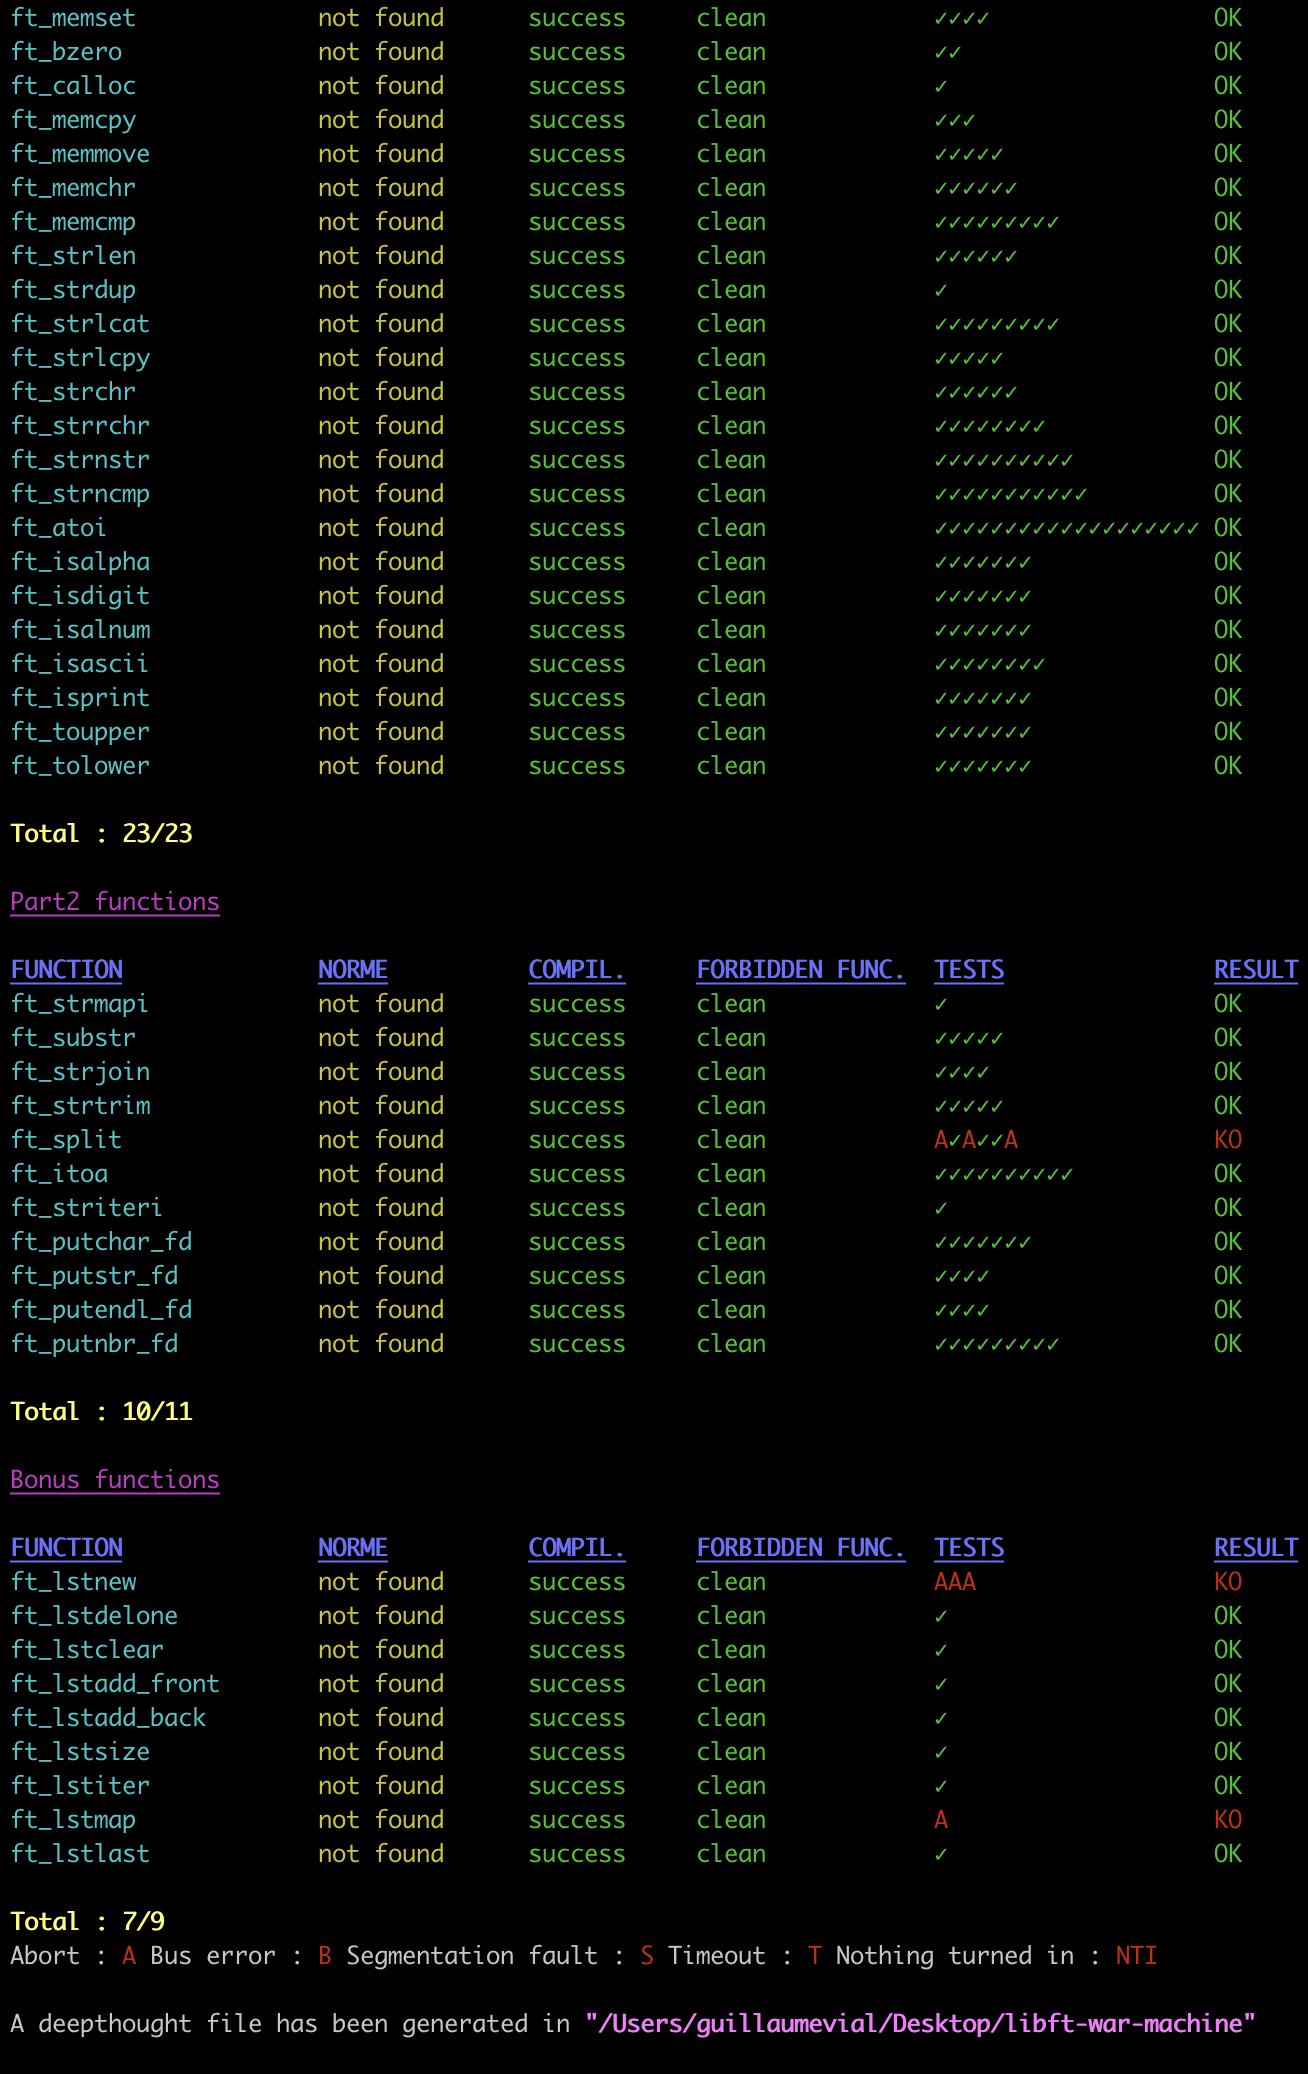 ft_memset not found success clean ✓✓✓✓ OK
ft_bzero not found success clean ✓✓ OK
ft_calloc not found success clean ✓ OK
ft_memcpy not found success clean ✓✓✓ OK
ft_memmove not found success clean ✓✓✓✓✓ OK
ft_memchr not found success clean ✓✓✓✓✓✓ OK
ft_memcmp not found success clean ✓✓✓✓✓✓✓✓✓ OK
ft_strlen not found success clean ✓✓✓✓✓✓ OK
ft_strdup not found success clean ✓ OK
ft_strlcat not found success clean ✓✓✓✓✓✓✓✓✓ OK
ft_strlcpy not found success clean ✓✓✓✓✓ OK
ft_strchr not found success clean ✓✓✓✓✓✓ OK
ft_strrchr not found success clean ✓✓✓✓✓✓✓✓ OK
ft_strnstr not found success clean ✓✓✓✓✓✓✓✓✓✓ OK
ft_strncmp not found success clean ✓✓✓✓✓✓✓✓✓✓✓ OK
ft_atoi not found success clean ✓✓✓✓✓✓✓✓✓✓✓✓✓✓✓✓✓✓✓ OK
ft_isalpha not found success clean ✓✓✓✓✓✓✓ OK
ft_isdigit not found success clean ✓✓✓✓✓✓✓ OK
ft_isalnum not found success clean ✓✓✓✓✓✓✓ OK
ft_isascii not found success clean ✓✓✓✓✓✓✓✓ OK
ft_isprint not found success clean ✓✓✓✓✓✓✓ OK
ft_toupper not found success clean ✓✓✓✓✓✓✓ OK
ft_tolower not found success clean ✓✓✓✓✓✓✓ OK
Total : 23/23
Part2 functions
FUNCTION NORME COMPIL. FORBIDDEN FUNC. TESTS RESULT
ft_strmapi not found success clean ✓ OK
ft_substr not found success clean ✓✓✓✓✓ OK
ft_strjoin not found success clean ✓✓✓✓ OK
ft_strtrim not found success clean ✓✓✓✓✓ OK
ft_split not found success clean A✓A✓✓A KO
ft_itoa not found success clean ✓✓✓✓✓✓✓✓✓✓ OK
ft_striteri not found success clean ✓ OK
ft_putchar_fd not found success clean ✓✓✓✓✓✓✓ OK
ft_putstr_fd not found success clean ✓✓✓✓ OK
ft_putendl_fd not found success clean ✓✓✓✓ OK
ft_putnbr_fd not found success clean ✓✓✓✓✓✓✓✓✓ OK
Total : 10/11
Bonus functions
FUNCTION NORME COMPIL. FORBIDDEN FUNC. TESTS RESULT
ft_lstnew not found success clean AAA KO
ft_lstdelone not found success clean ✓ OK
ft_lstclear not found success clean ✓ OK
ft_lstadd_front not found success clean ✓ OK
ft_lstadd_back not found success clean ✓ OK
ft_lstsize not found success clean ✓ OK
ft_lstiter not found success clean ✓ OK
ft_lstmap not found success clean A KO
ft_lstlast not found success clean ✓ OK
Total : 7/9
Abort : A Bus error : B Segmentation fault : S Timeout : T Nothing turned in : NTI
A deepthought file has been generated in "/Users/guillaumevial/Desktop/libft-war-machine"